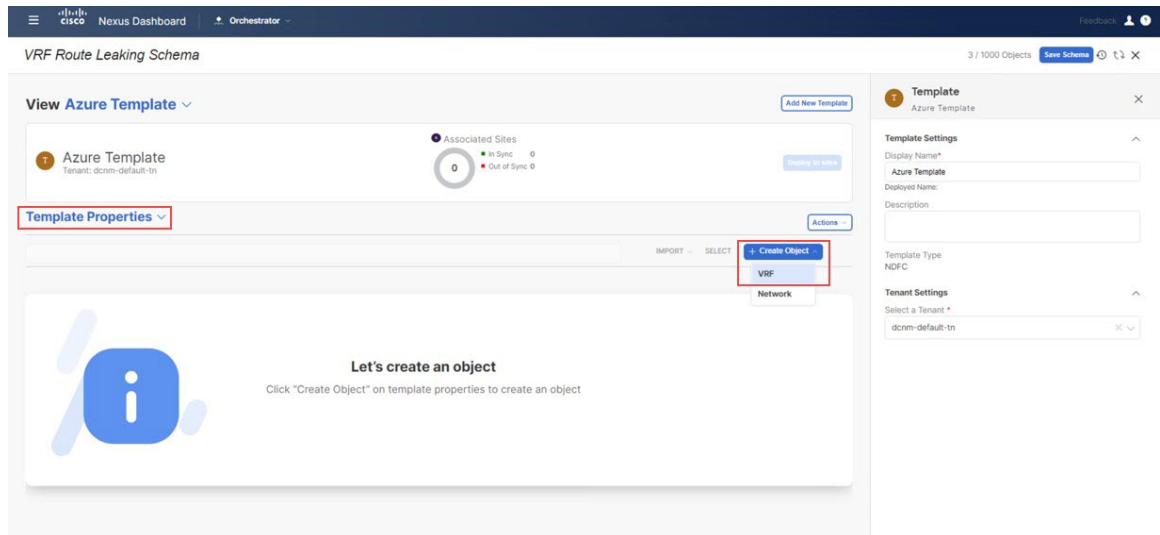 cisco Nexus Dashboard Orchestrator Feedback
VRF Route Leaking Schema 3 / 1000 Objects Save Schema
View Azure Template Add New Template
T Azure Template
Tenant: dcnm-default-tn
Associated Sites
0
In Sync 0
Out of Sync 0
Deploy to sites
Template Properties
Actions
IMPORT SELECT + Create Object
VRF
Network
Let's create an object
Click "Create Object" on template properties to create an object
T Template
Azure Template
Template Settings
Display Name*
Azure Template
Deployed Name:
Description
Template Type
NDFC
Tenant Settings
Select a Tenant *
dcnm-default-tn